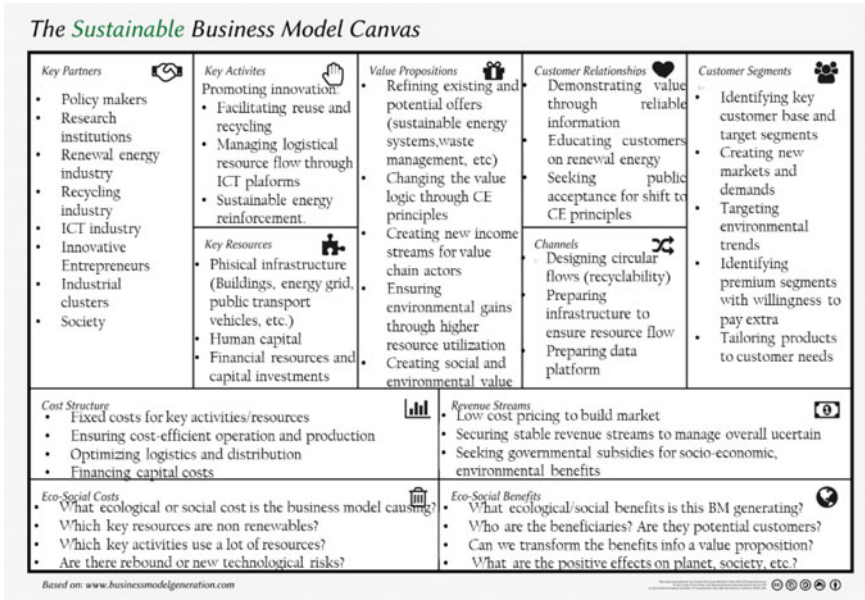 The Sustainable Business Model Canvas
Key Partners
• Policy makers
• Research
institutions
• Renewal energy
industry
• Recycling
industry
• ICT industry
• Innovative
Entrepreneurs
• Industrial
clusters
• Society
Key Activites
Promoting innovation:
• Facilitating reuse and
recycling
• Managing logistical
resource flow through
ICT plaforms
• Sustainable energy
reinforcement.
Key Resources
• Phisical infrastructure
(Buildings, energy grid,
public transport
vehicles, etc.)
• Human capital
• Financial resources and
capital investments
Value Propositions
• Refining existing and
potential offers
(sustainable energy
systems,waste
management, etc)
• Changing the value
logic through CE
principles
• Creating new income
streams for value
chain actors
• Ensuring
environmental gains
through higher
resource utilization
• Creating social and
environmental value
Customer Relationships
• Demonstrating value
through reliable
information
• Educating customers
on renewal energy
• Seeking public
acceptance for shift to
CE principles
Channels
• Designing circular
flows (recyclability)
• Preparing
infrastructure to
ensure resource flow
• Preparing data
platform
Customer Segments
• Identifying key
customer base and
target segments
• Creating new
markets and
demands
• Targeting
environmental
trends
• Identifying
premium segments
with willingness to
pay extra
• Tailoring products
to customer needs
Cost Structure
• Fixed costs for key activities/resources
• Ensuring cost-efficient operation and production
• Optimizing logistics and distribution
• Financing capital costs
Revenue Streams
• Low cost pricing to build market
• Securing stable revenue streams to manage overall ucertain
• Seeking governmental subsidies for socio-economic,
environmental benefits
Eco-Social Costs
• What ecological or social cost is the business model causing?
• Which key resources are non renewables?
• Which key activities use a lot of resources?
• Are there rebound or new technological risks?
Eco-Social Benefits
• What ecological/social benefits is this BM generating?
• Who are the beneficiaries? Are they potential customers?
• Can we transform the benefits info a value proposition?
• What are the positive effects on planet, society, etc.?
Based on: www.businessmodelgeneration.com